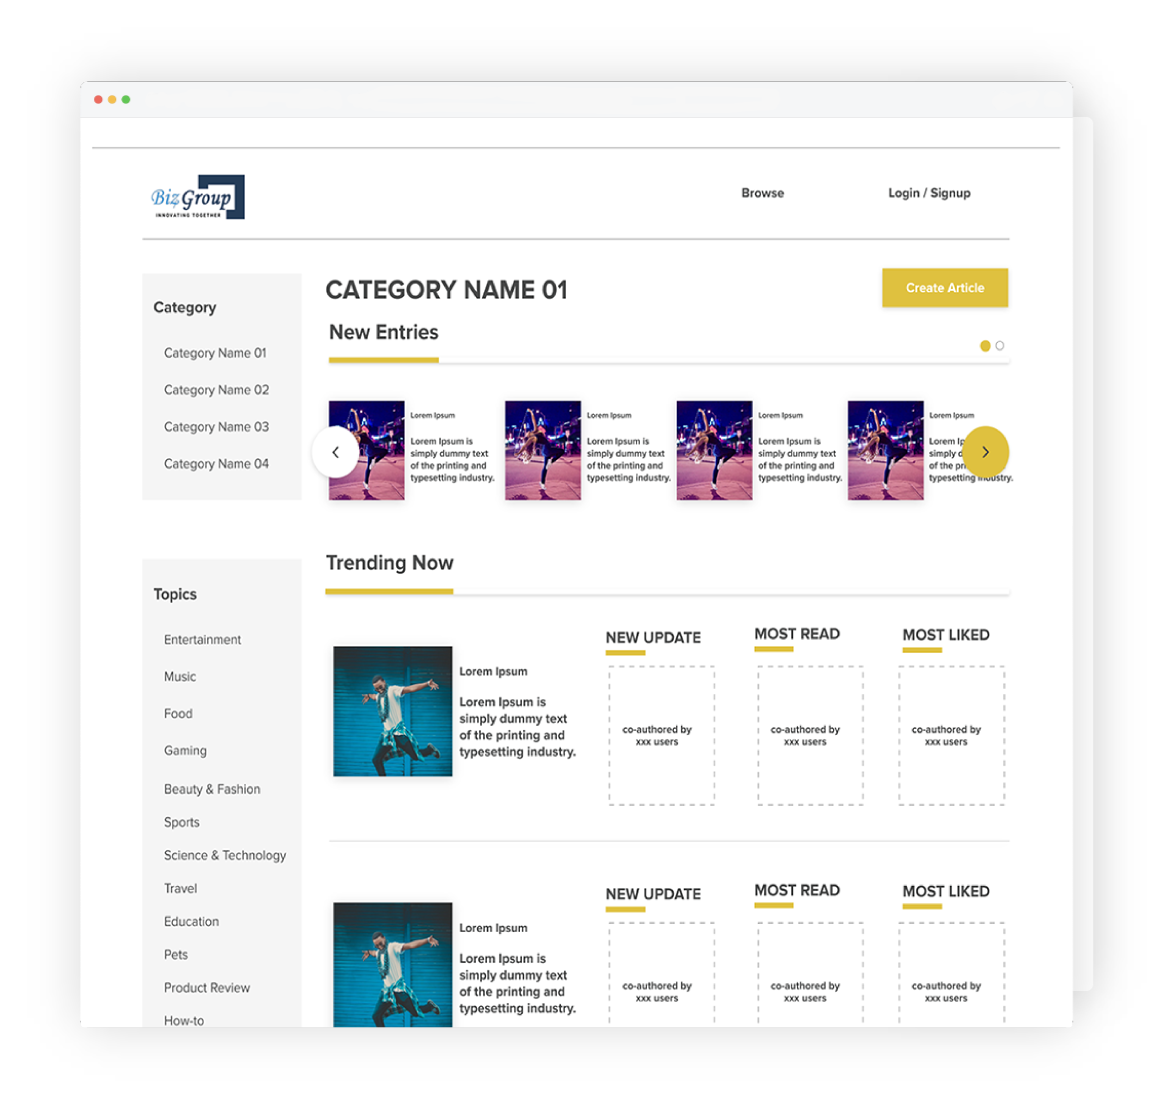 BizGroup
INNOVATING TOGETHER
Browse
Login / Signup
Category
Category Name 01
Category Name 02
Category Name 03
Category Name 04
Topics
Entertainment
Music
Food
Gaming
Beauty & Fashion
Sports
Science & Technology
Travel
Education
Pets
Product Review
How-to
CATEGORY NAME 01
Create Article
New Entries
Lorem Ipsum
Lorem Ipsum is
simply dummy text
of the printing and
typesetting industry.
Lorem Ipsum
Lorem Ipsum is
simply dummy text
of the printing and
typesetting industry.
Lorem Ipsum
Lorem Ipsum is
simply dummy text
of the printing and
typesetting industry.
Lorem Ipsum
Lorem
simply
of the
typesetting industry.
Trending Now
Lorem Ipsum
Lorem Ipsum is
simply dummy text
of the printing and
typesetting industry.
NEW UPDATE
co-authored by
xxx users
MOST READ
co-authored by
xxx users
MOST LIKED
co-authored by
xxx users
Lorem Ipsum
Lorem Ipsum is
simply dummy text
of the printing and
typesetting industry.
NEW UPDATE
co-authored by
xxx users
MOST READ
co-authored by
xxx users
MOST LIKED
co-authored by
xxx users